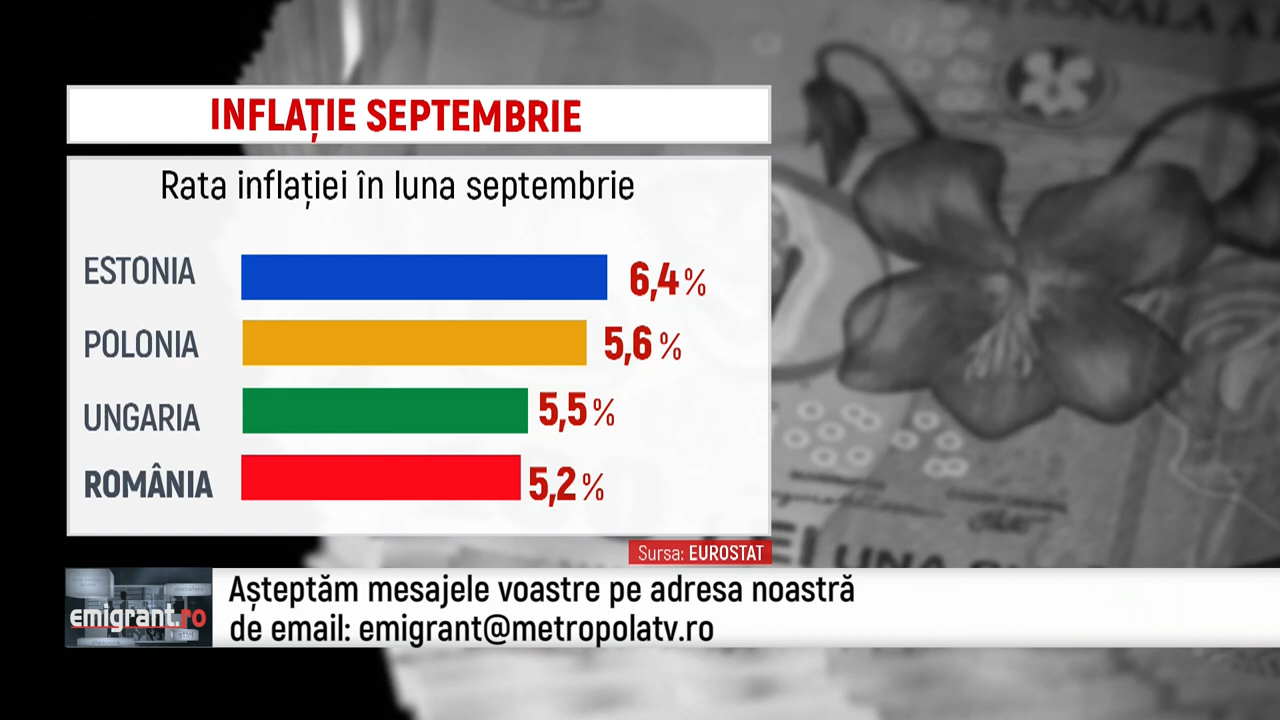 INFLAȚIE SEPTEMBRIE
Rata inflației în luna septembrie
ESTONIA 6,4 %
POLONIA 5,6 %
UNGARIA 5,5 %
ROMÂNIA 5,2 %
Sursa: EUROSTAT
emigrant.ro
Așteptăm mesajele voastre pe adresa noastră
de email: emigrant@metropolatv.ro